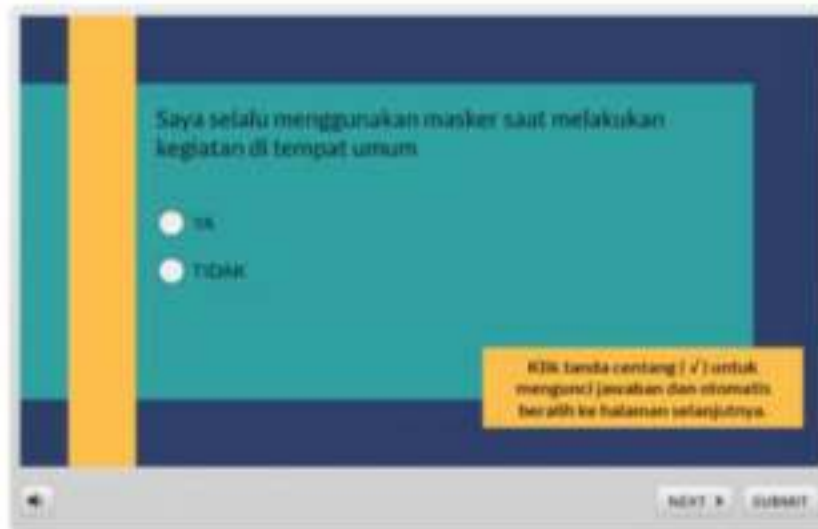 Saya selalu menggunakan masker saat melakukan
kegiatan di tempat umum
YA
TIDAK
Klik tanda centang ( √ ) untuk
mengunci jawaban dan otomatis
beralih ke halaman selanjutnya.
NEXT
SUBMIT